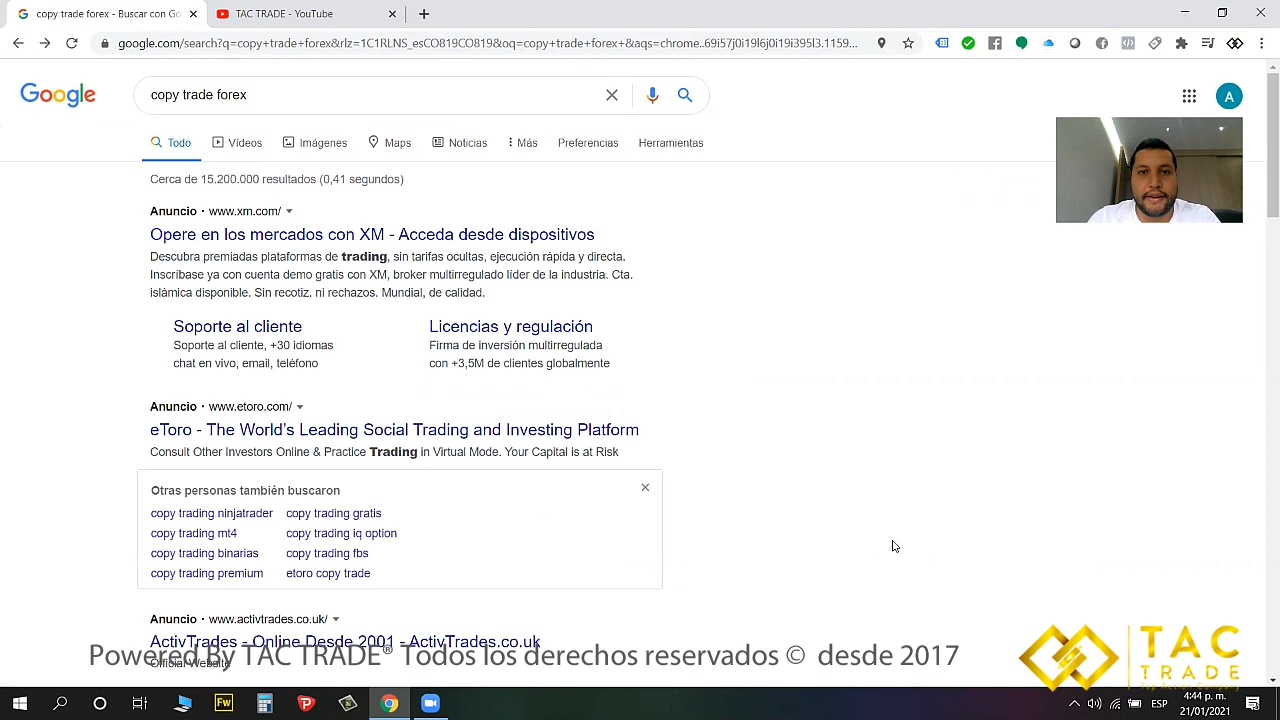 copy trade forex - Buscar con Go
TAC TRADE - YouTube
google.com/search?q=copy+trade+forex&rlz=1C1RLNS_esCO819CO819&oq=copy+trade+forex+&aqs=chrome..69i57j0i19l6j0i19i395l3.1159...
Google
copy trade forex
A
Todo
Vídeos
Imágenes
Maps
Noticias
Más
Preferencias
Herramientas
Cerca de 15.200.000 resultados (0,41 segundos)
Anuncio · www.xm.com/
Opere en los mercados con XM - Acceda desde dispositivos
Descubra premiadas plataformas de trading, sin tarifas ocultas, ejecución rápida y directa.
Inscríbase ya con cuenta demo gratis con XM, broker multirregulado líder de la industria. Cta.
islámica disponible. Sin recotiz. ni rechazos. Mundial, de calidad.
Soporte al cliente
Soporte al cliente, +30 idiomas
chat en vivo, email, teléfono
Licencias y regulación
Firma de inversión multirregulada
con +3,5M de clientes globalmente
Anuncio · www.etoro.com/
eToro - The World's Leading Social Trading and Investing Platform
Consult Other Investors Online & Practice Trading in Virtual Mode. Your Capital is at Risk
Otras personas también buscaron
copy trading ninjatrader
copy trading gratis
copy trading mt4
copy trading iq option
copy trading binarias
copy trading fbs
copy trading premium
etoro copy trade
Anuncio · www.activtrades.co.uk/
ActivTrades - Online Desde 2001 - ActivTrades.co.uk
Official Website
Powered By TAC TRADE® Todos los derechos reservados © desde 2017
TAC
TRADE
Top Action Company
Fw
ESP
4:44 p. m.
21/01/2021